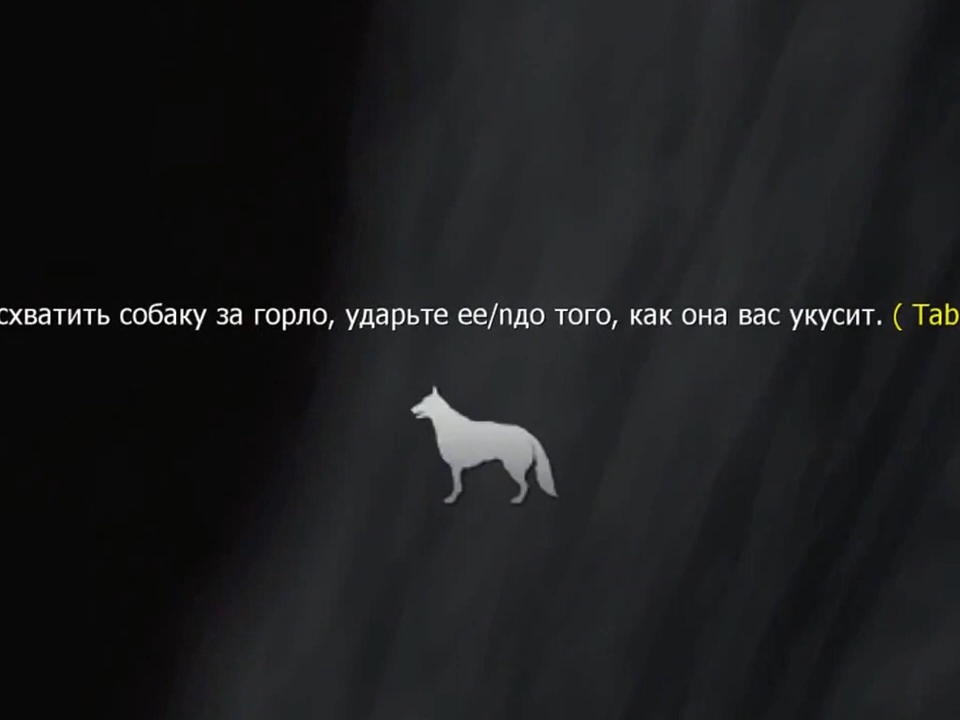 схватить собаку за горло, ударьте ее/nдо того, как она вас укусит. ( Tab